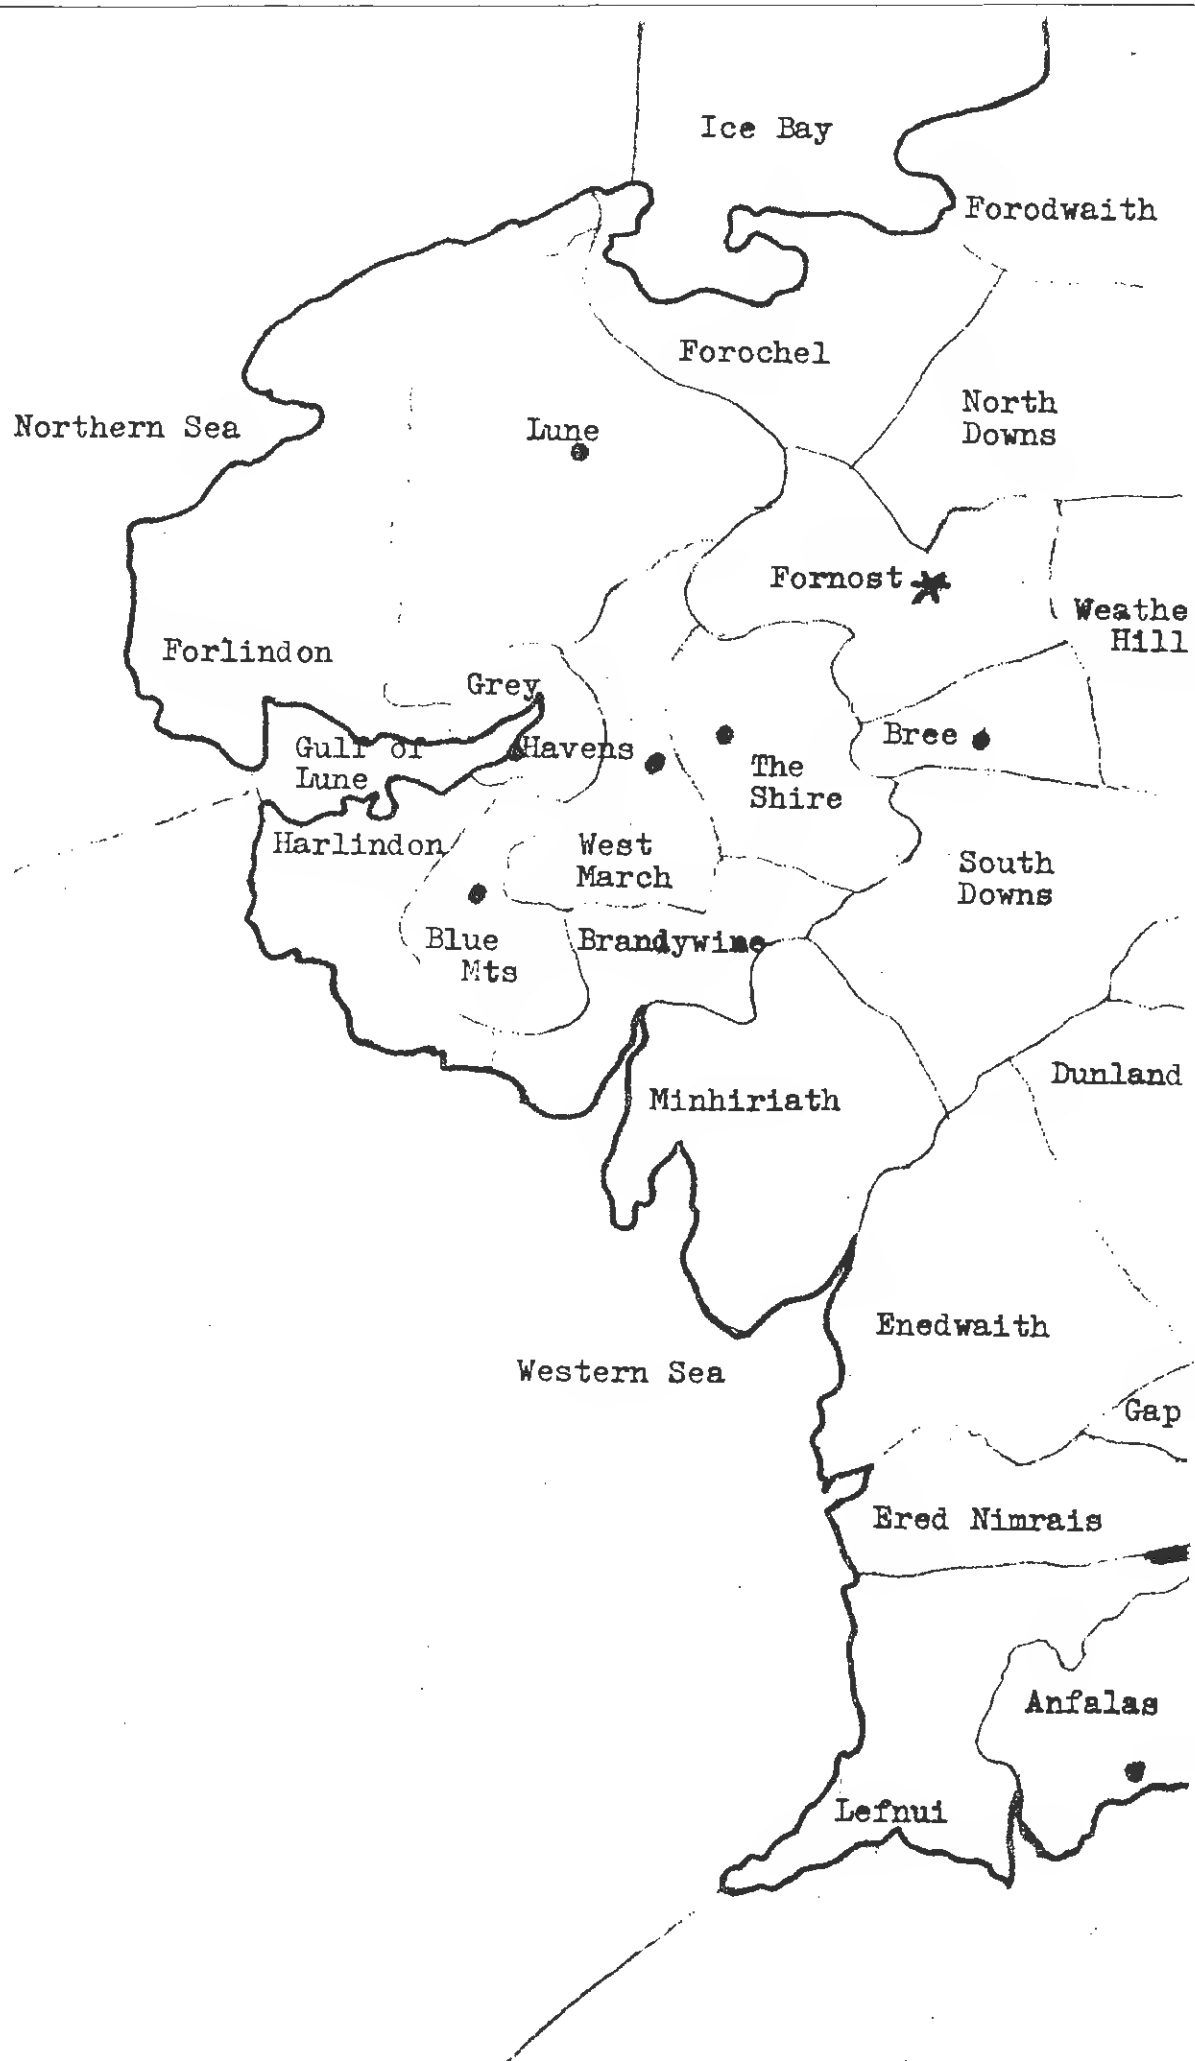 Ice Bay
Forodwaith
Forochel
North
Downs
Northern Sea
Lune
Fornost
Weathe
Hill
Forlindon
Grey
Havens
Gulf of
Lune
Bree
The
Shire
Harlindon
West
March
South
Downs
Blue
Mts
Brandywine
Dunland
Minhiriath
Enedwaith
Western Sea
Gap
Ered Nimrais
Anfalas
Lefnui